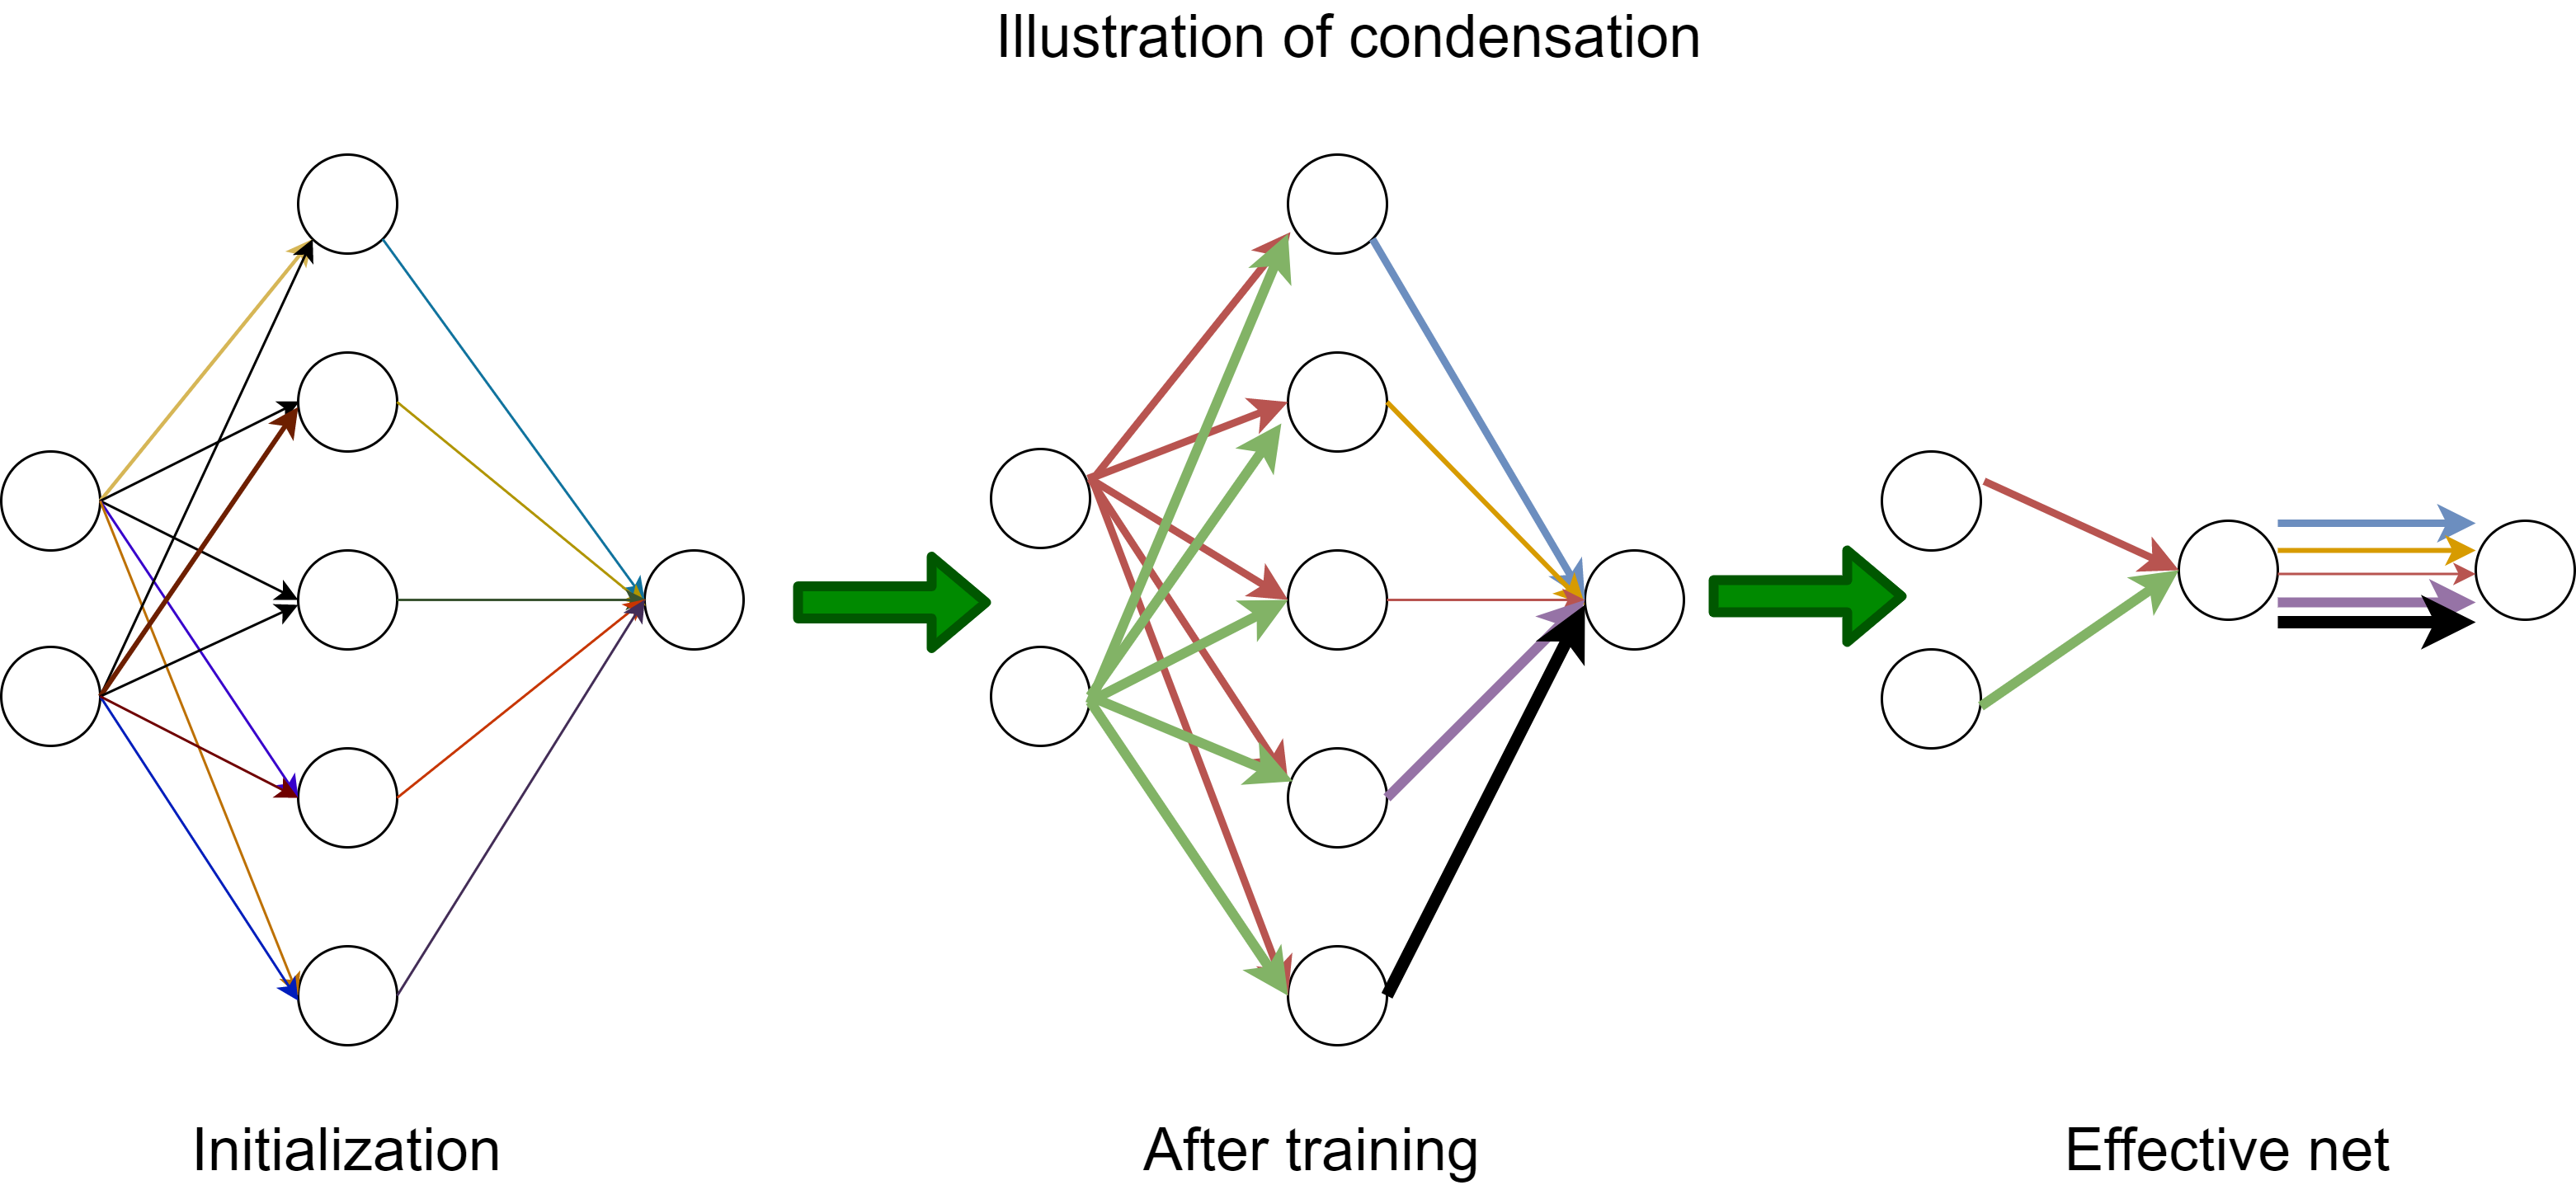 Illustration of condensation
Initialization
After training
Effective net